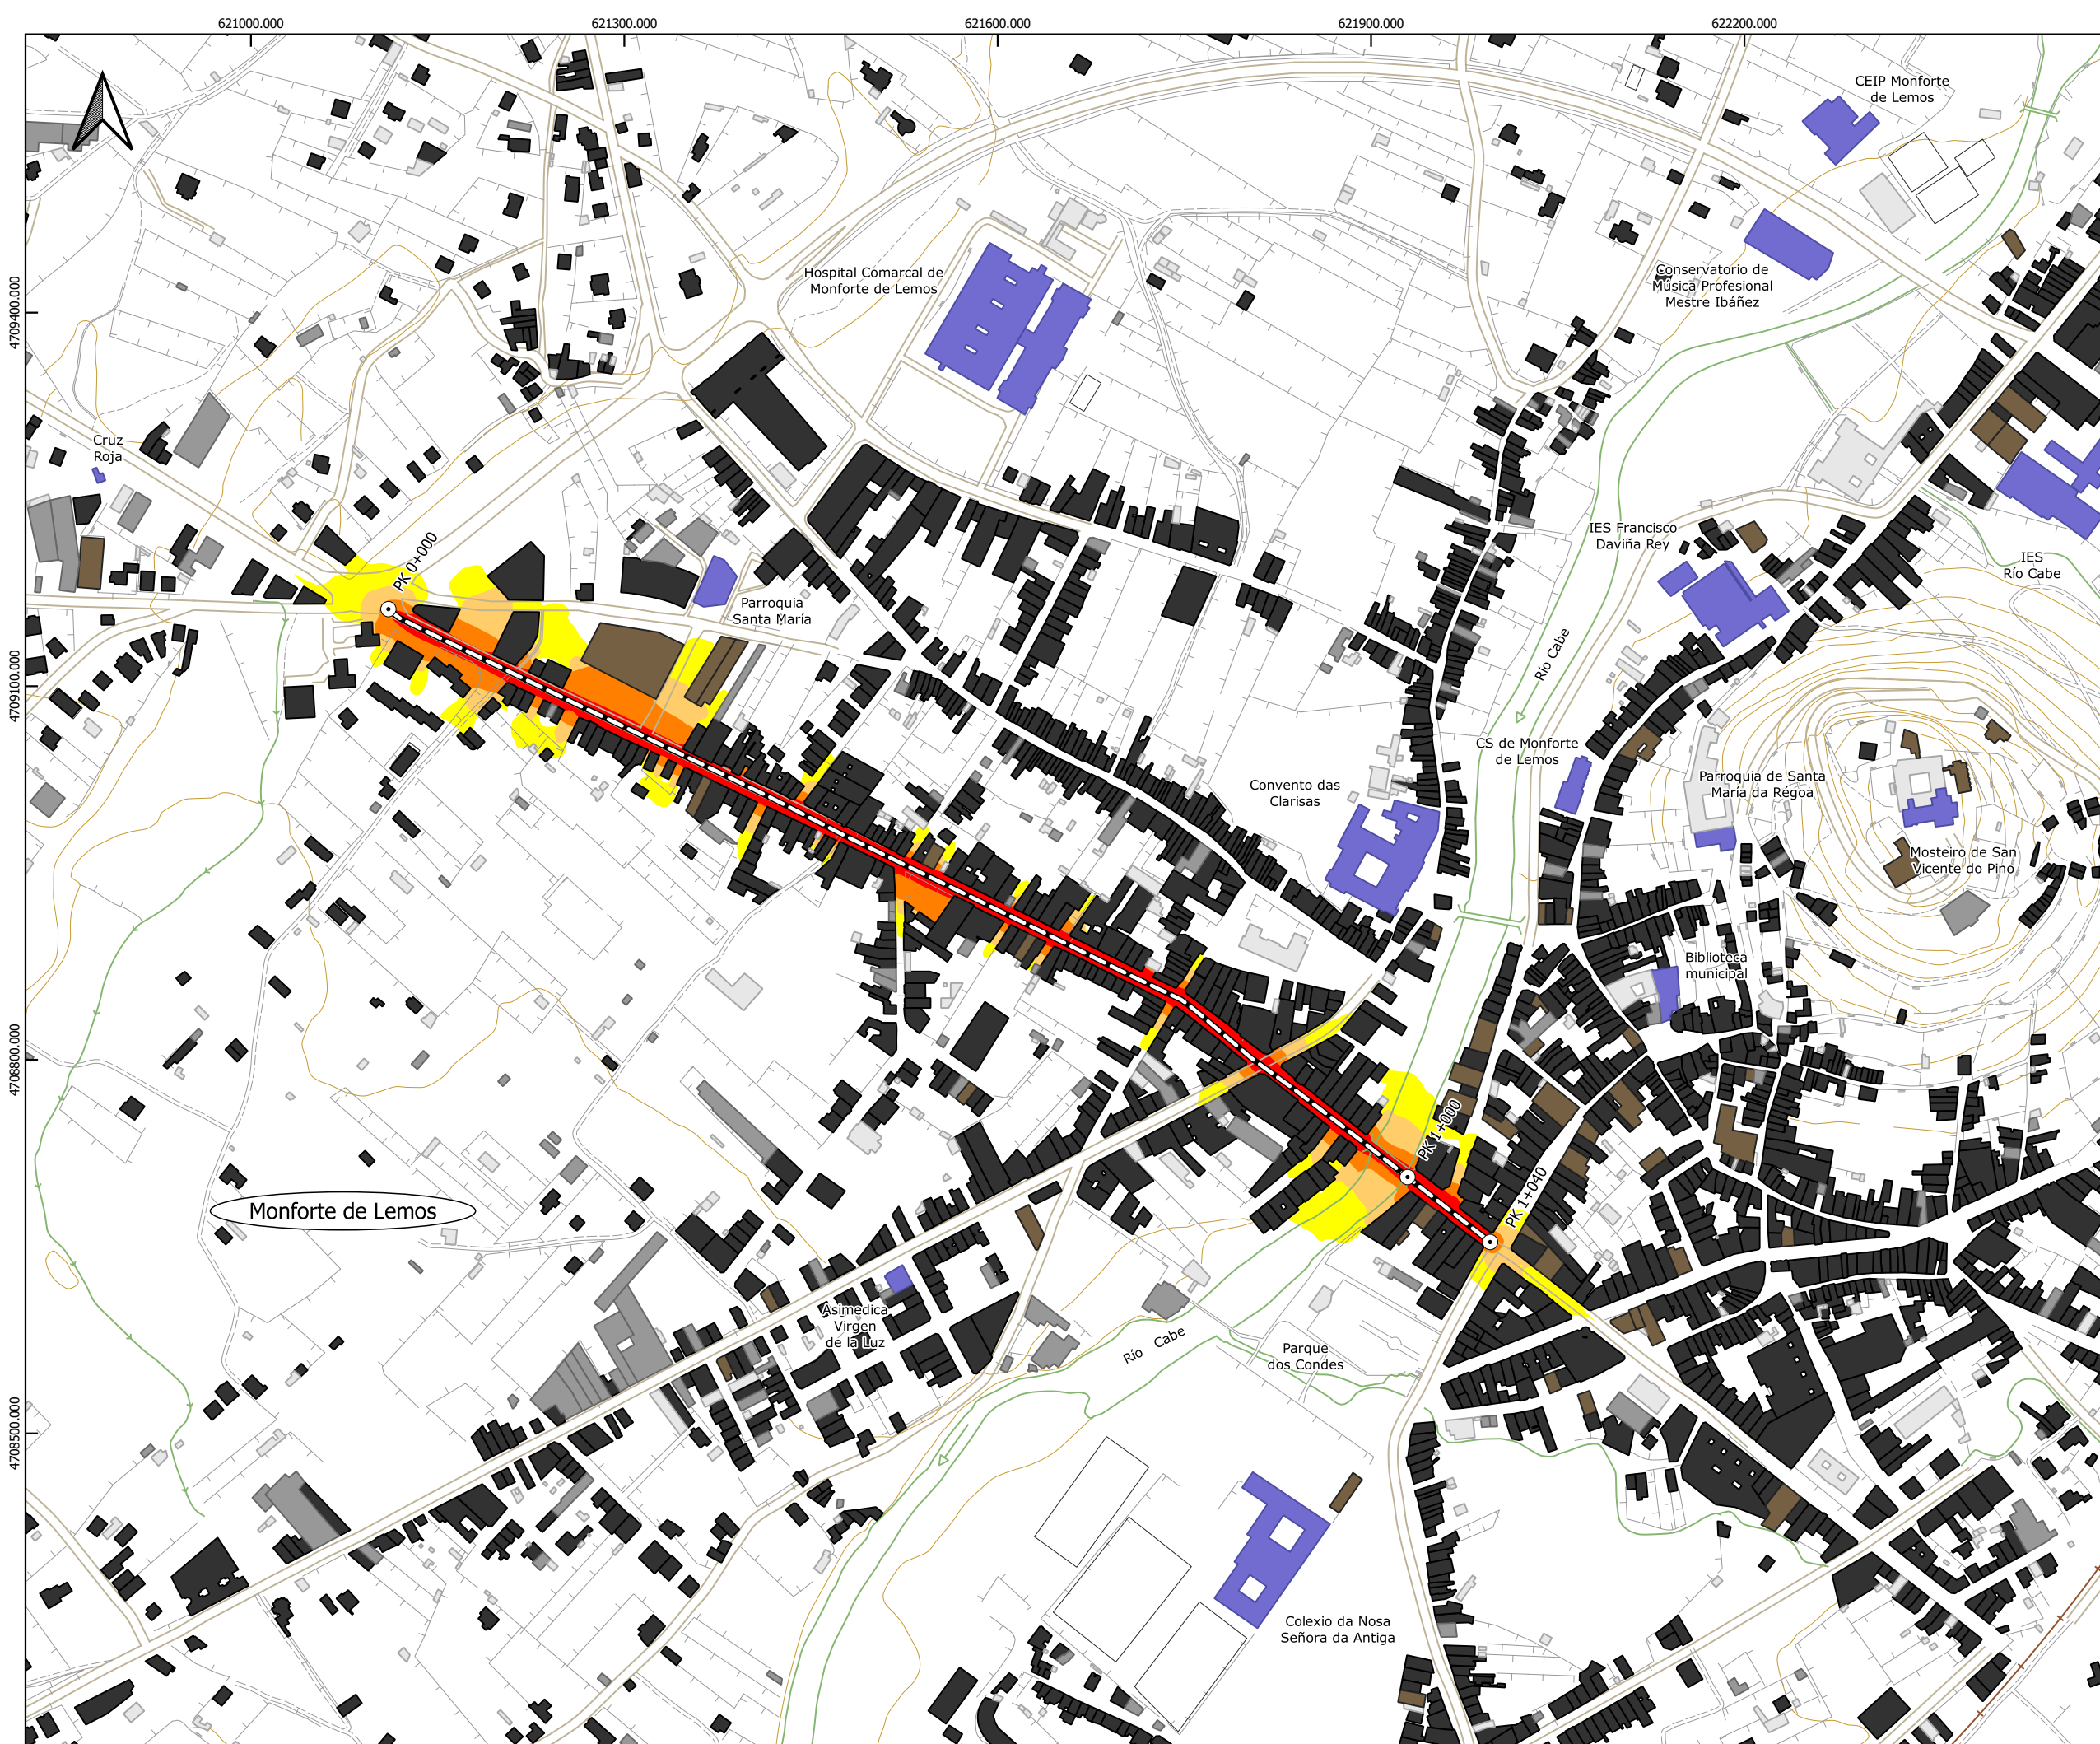 621000.000
621300.000
621600.000
621900.000
622200.000
CEIP Monforte
de Lemos
Hospital Comarcal de
Monforte de Lemos
Conservatorio de
Música Profesional
Mestre Ibáñez
4709400.000
Cruz
Roja
PK 0+000
IES Francisco
Daviña Rey
IES
Río Cabe
Parroquia
Santa María
Río Cabe
4709100.000
CS de Monforte
de Lemos
Parroquia de Santa
María da Régoa
Convento das
Clarisas
Mosteiro de San
Vicente do Pino
Biblioteca
municipal
4708800.000
PK 1+000
PK 1+040
Monforte de Lemos
Asimedica
Virgen
de la Luz
Río Cabe
Parque
dos Condes
4708500.000
Colexio da Nosa
Señora da Antiga